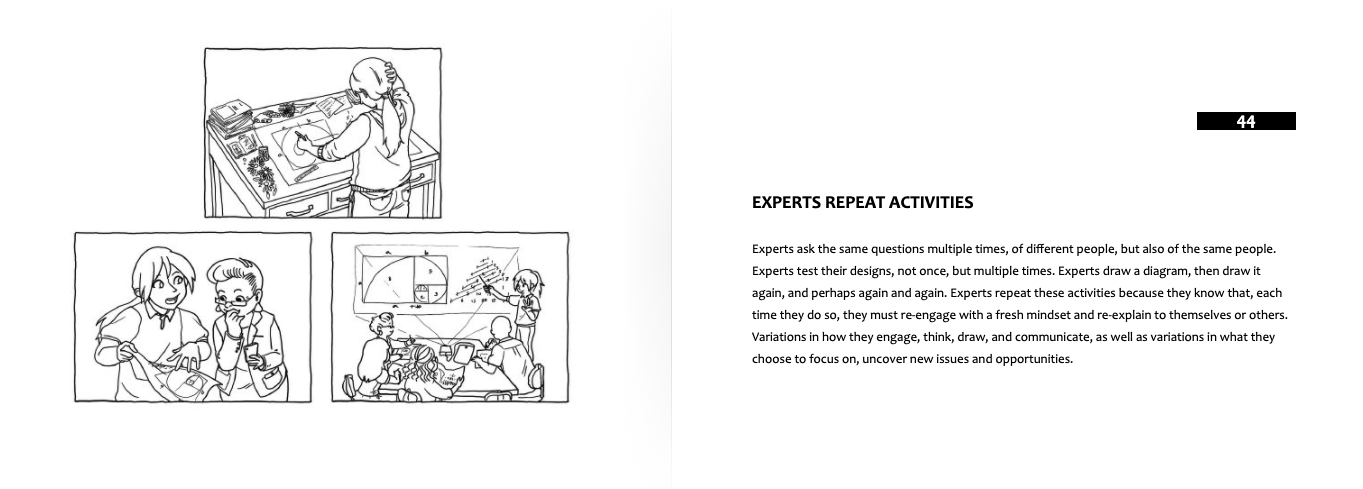 44
EXPERTS REPEAT ACTIVITIES
Experts ask the same questions multiple times, of different people, but also of the same people.
Experts test their designs, not once, but multiple times. Experts draw a diagram, then draw it
again, and perhaps again and again. Experts repeat these activities because they know that, each
time they do so, they must re-engage with a fresh mindset and re-explain to themselves or others.
Variations in how they engage, think, draw, and communicate, as well as variations in what they
choose to focus on, uncover new issues and opportunities.